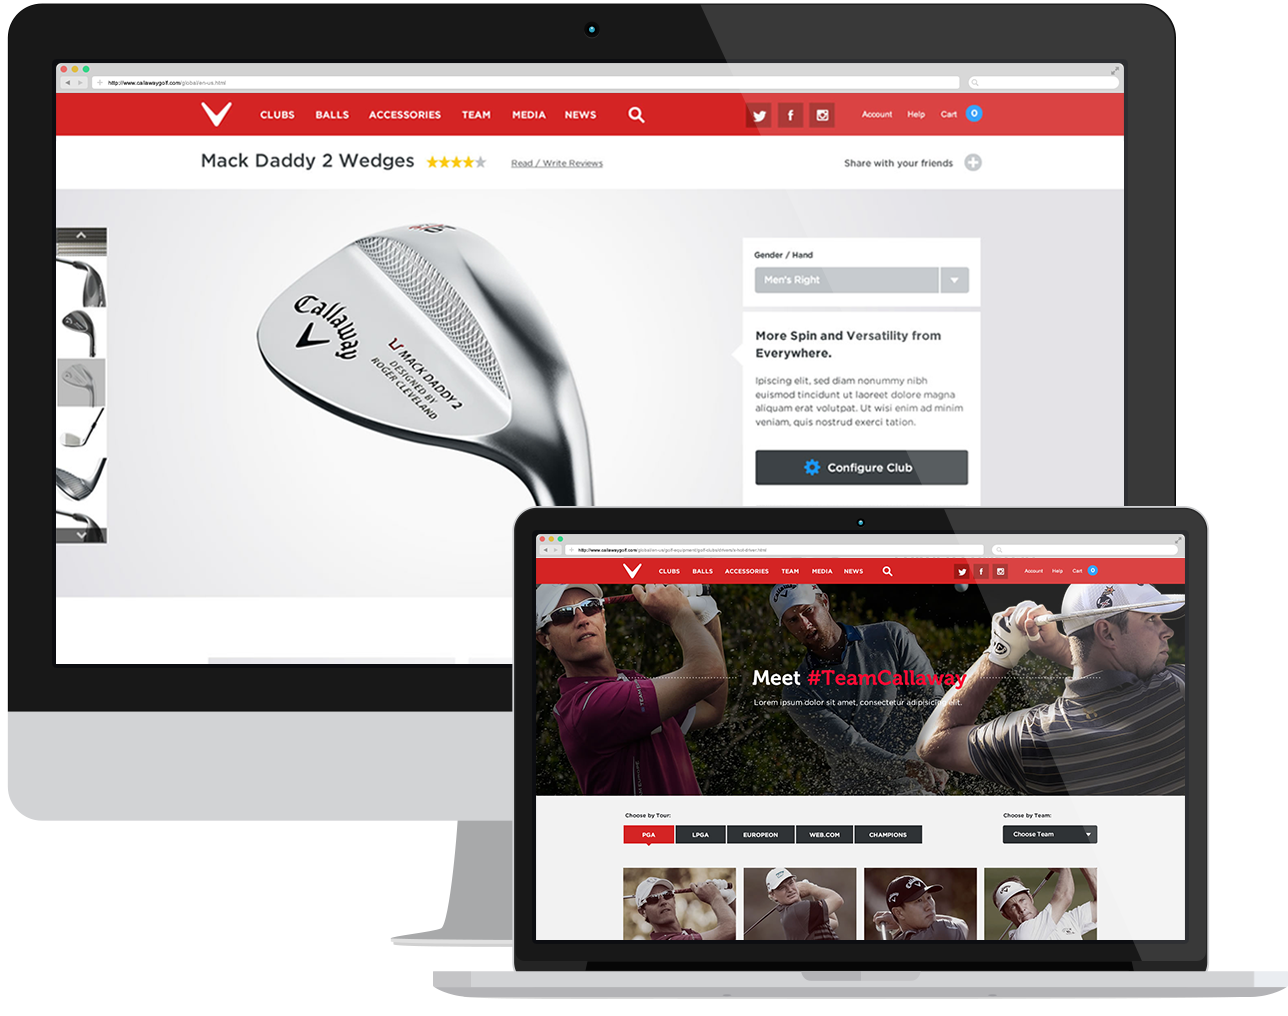 http://www.callawaygolf.com/global/en-us.html
CLUBS BALLS ACCESSORIES TEAM MEDIA NEWS
Account Help Cart 0
Mack Daddy 2 Wedges Read / Write Reviews
Share with your friends
Callaway
MACK DADDY 2
DESIGNED BY
ROGER CLEVELAND
Gender / Hand
Men's Right
More Spin and Versatility from
Everywhere.
Ipiscing elit, sed diam nonummy nibh
euismod tincidunt ut laoreet dolore magna
aliquam erat volutpat. Ut wisi enim ad minim
veniam, quis nostrud exerci tation.
Configure Club
CLUBS BALLS ACCESSORIES TEAM MEDIA NEWS
Account Help Cart 0
Callaway
Meet #TeamCallaway
Lorem ipsum dolor sit amet, consectetur adipisicing elit.
Choose by Tour:
PGA LPGA EUROPEON WEB.COM CHAMPIONS
Choose by Team:
Choose Team